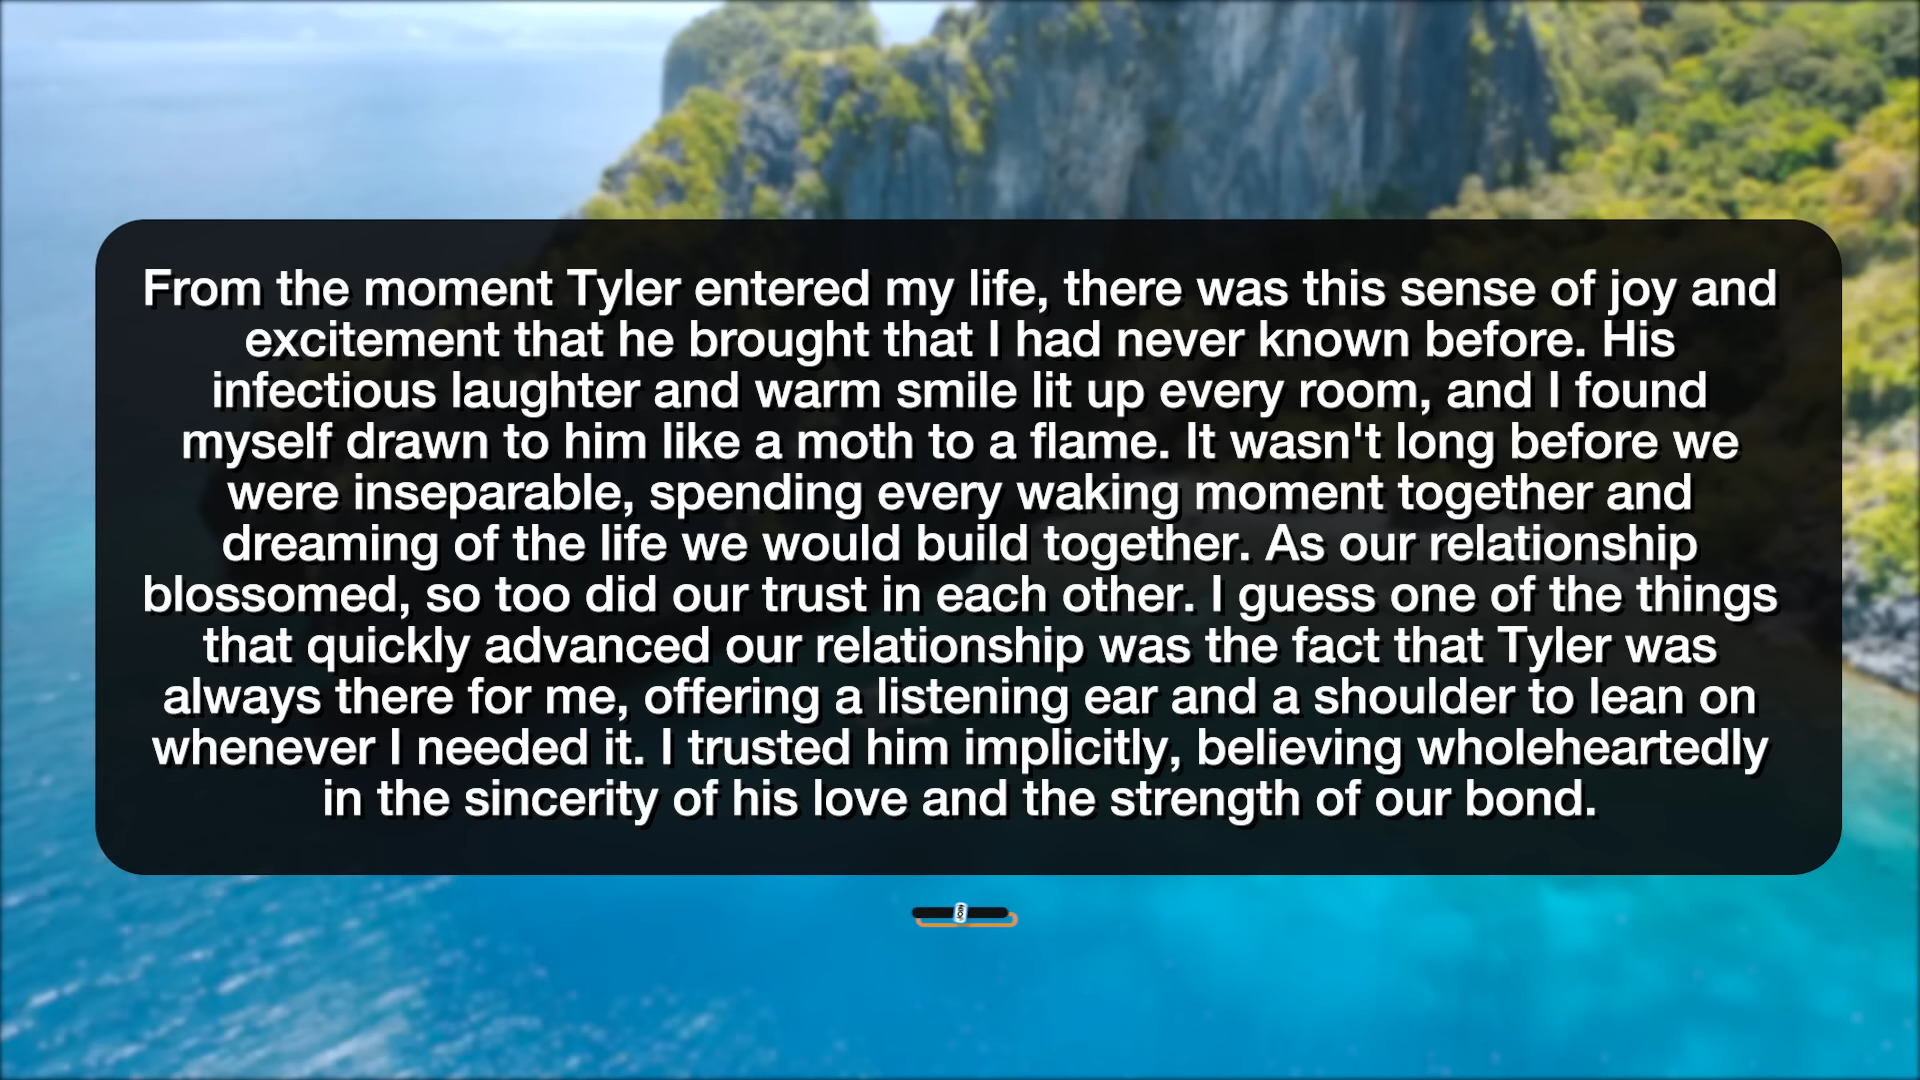 From the moment Tyler entered my life, there was this sense of joy and
excitement that he brought that I had never known before. His
infectious laughter and warm smile lit up every room, and I found
myself drawn to him like a moth to a flame. It wasn't long before we
were inseparable, spending every waking moment together and
dreaming of the life we would build together. As our relationship
blossomed, so too did our trust in each other. I guess one of the things
that quickly advanced our relationship was the fact that Tyler was
always there for me, offering a listening ear and a shoulder to lean on
whenever I needed it. I trusted him implicitly, believing wholeheartedly
in the sincerity of his love and the strength of our bond.